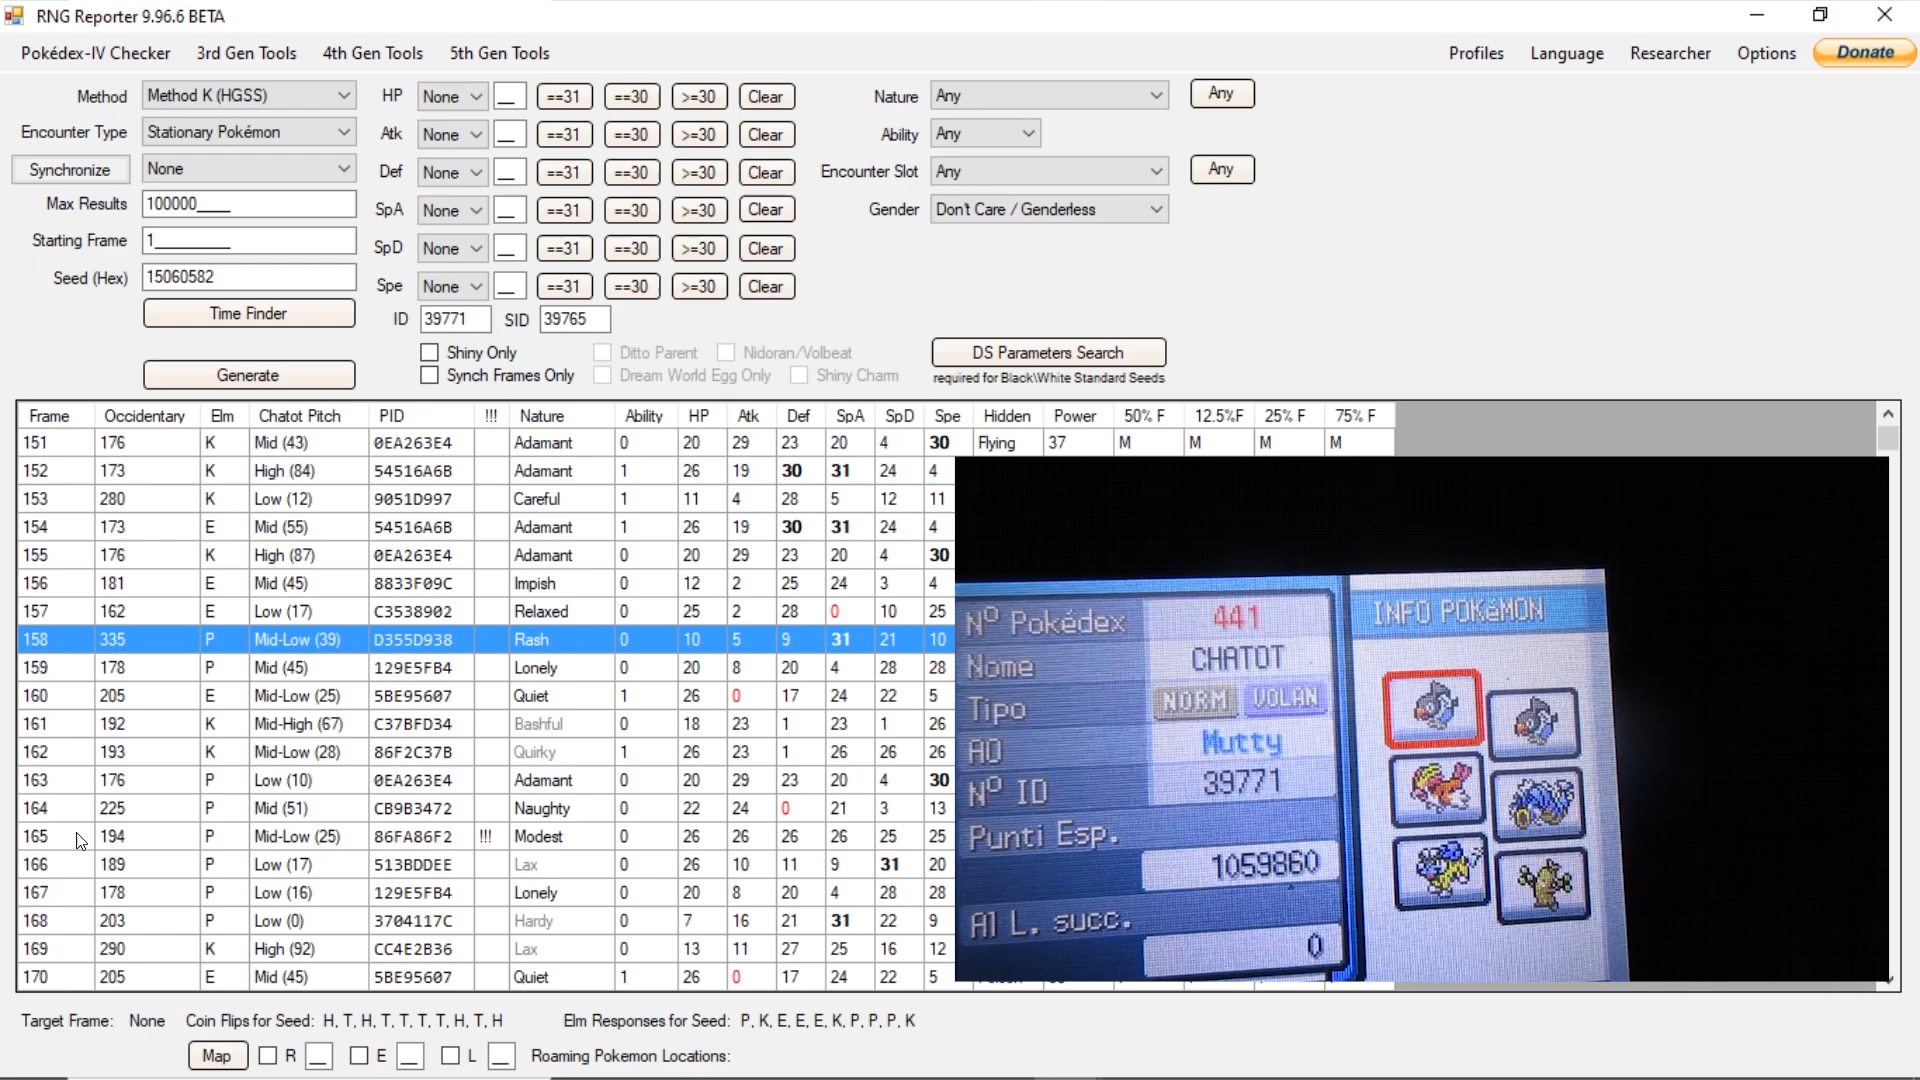 RNG Reporter 9.96.6 BETA
Pokédex-IV Checker 3rd Gen Tools 4th Gen Tools 5th Gen Tools Profiles Language Researcher Options Donate
Method Method K (HGSS) HP None __ ==31 ==30 >=30 Clear Nature Any Any
Encounter Type Stationary Pokémon Atk None __ ==31 ==30 >=30 Clear Ability Any
Synchronize None Def None __ ==31 ==30 >=30 Clear Encounter Slot Any Any
Max Results 100000____ SpA None __ ==31 ==30 >=30 Clear Gender Don't Care / Genderless
Starting Frame 1_________ SpD None __ ==31 ==30 >=30 Clear
Seed (Hex) 15060582 Spe None __ ==31 ==30 >=30 Clear
Time Finder ID 39771 SID 39765
Shiny Only Ditto Parent Nidoran/Volbeat DS Parameters Search
Generate Synch Frames Only Dream World Egg Only Shiny Charm required for Black\White Standard Seeds
Frame Occidentary Elm Chatot Pitch PID !!! Nature Ability HP Atk Def SpA SpD Spe Hidden Power 50% F 12.5%F 25% F 75% F
151 176 K Mid (43) 0EA263E4 Adamant 0 20 29 23 20 4 30 Flying 37 M M M M
152 173 K High (84) 54516A6B Adamant 1 26 19 30 31 24 4
153 280 K Low (12) 9051D997 Careful 1 11 4 28 5 12 11
154 173 E Mid (55) 54516A6B Adamant 1 26 19 30 31 24 4
155 176 K High (87) 0EA263E4 Adamant 0 20 29 23 20 4 30
156 181 E Mid (45) 8833F09C Impish 0 12 2 25 24 3 4
157 162 E Low (17) C3538902 Relaxed 0 25 2 28 0 10 25
158 335 P Mid-Low (39) D355D938 Rash 0 10 5 9 31 21 10
159 178 P Mid (45) 129E5FB4 Lonely 0 20 8 20 4 28 28
160 205 E Mid-Low (25) 5BE95607 Quiet 1 26 0 17 24 22 5
161 192 K Mid-High (67) C37BFD34 Bashful 0 18 23 1 23 1 26
162 193 K Mid-Low (28) 86F2C37B Quirky 1 26 23 1 26 26 26
163 176 P Low (10) 0EA263E4 Adamant 0 20 29 23 20 4 30
164 225 P Mid (51) CB9B3472 Naughty 0 22 24 0 21 3 13
165 194 P Mid-Low (25) 86FA86F2 !!! Modest 0 26 26 26 26 25 25
166 189 P Low (17) 513BDDEE Lax 0 26 10 11 9 31 20
167 178 P Low (16) 129E5FB4 Lonely 0 20 8 20 4 28 28
168 203 P Low (0) 3704117C Hardy 0 7 16 21 31 22 9
169 290 K High (92) CC4E2B36 Lax 0 13 11 27 25 16 12
170 205 E Mid (45) 5BE95607 Quiet 1 26 0 17 24 22 5
Nº Pokédex 441
Nome CHATOT
Tipo NORM VOLAN
AO Mutty
Nº ID 39771
Punti Esp.
1059860
Al L. succ.
0
INFO POKéMON
Target Frame: None Coin Flips for Seed: H, T, H, T, T, T, T, H, T, H Elm Responses for Seed: P, K, E, E, E, K, P, P, P, K
Map R __ E __ L __ Roaming Pokemon Locations: